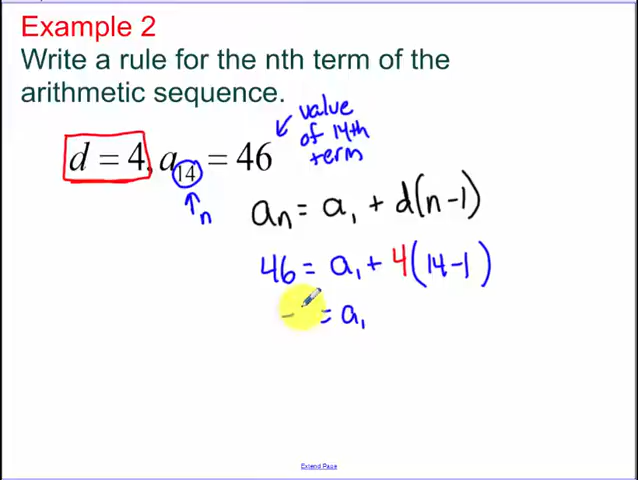 Example 2
Write a rule for the nth term of the
arithmetic sequence.
value
of 14th
term
d = 4, a₁₄ = 46
n
aₙ = a₁ + d(n-1)
46 = a₁ + 4(14-1)
- = a₁
Extend Page